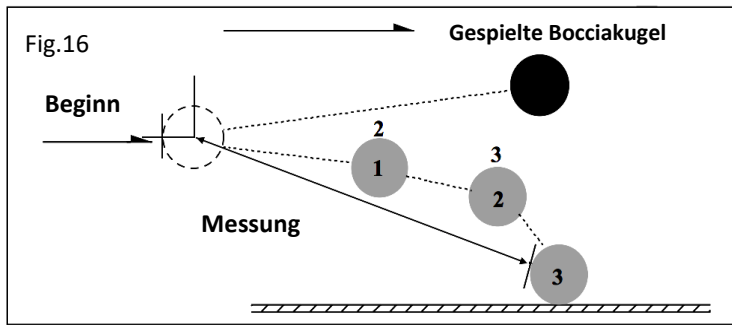 Fig.16
Gespielte Bocciakugel
Beginn
2
1
3
2
Messung
3